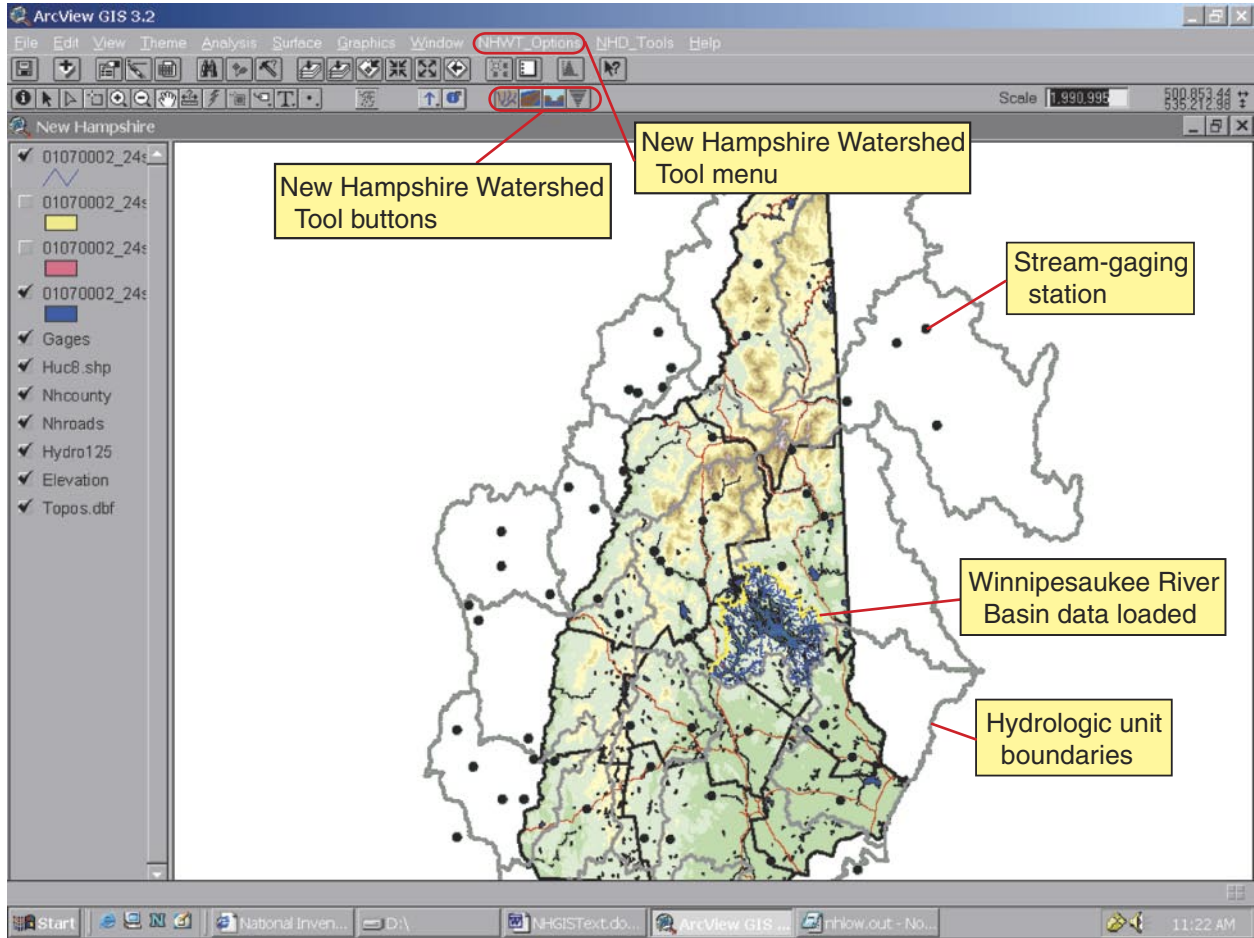 ArcView GIS 3.2
File Edit View Theme Analysis Surface Graphics Window NHWT_Options NHD_Tools Help
Scale 1,990,995
500,853.44
535,212.98
New Hampshire
01070002_24s
01070002_24s
01070002_24s
01070002_24s
Gages
Huc8.shp
Nhcounty
Nhroads
Hydro125
Elevation
Topos.dbf
New Hampshire Watershed
Tool buttons
New Hampshire Watershed
Tool menu
Stream-gaging
station
Winnipesaukee River
Basin data loaded
Hydrologic unit
boundaries
Start National Inven... D:\ NHGISText.do... ArcView GIS ... nhlow.out - No... 11:22 AM